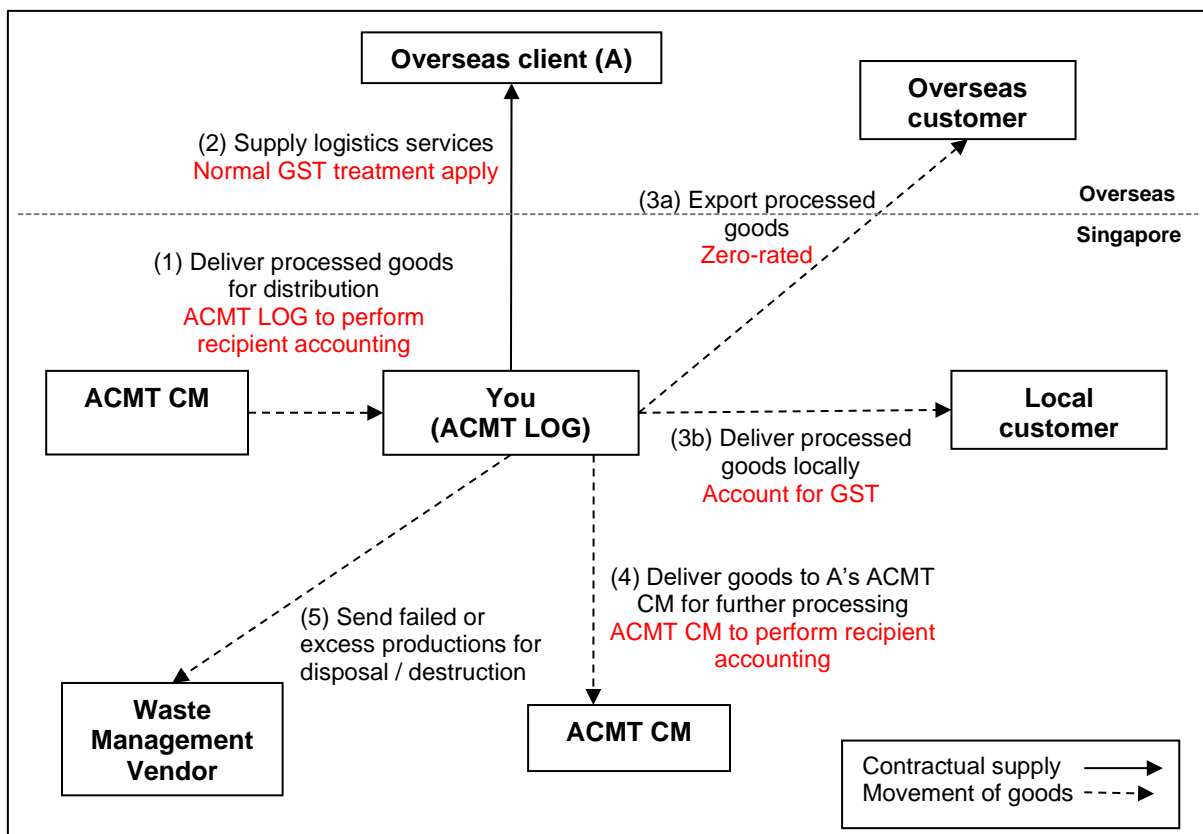 Overseas client (A)
Overseas
customer
(2) Supply logistics services
Normal GST treatment apply
(3a) Export processed
goods
Zero-rated
Overseas
Singapore
(1) Deliver processed goods
for distribution
ACMT LOG to perform
recipient accounting
ACMT CM
You
(ACMT LOG)
Local
customer
(3b) Deliver processed
goods locally
Account for GST
(4) Deliver goods to A’s ACMT
CM for further processing
ACMT CM to perform recipient
accounting
(5) Send failed or
excess productions for
disposal / destruction
Waste
Management
Vendor
ACMT CM
Contractual supply
Movement of goods